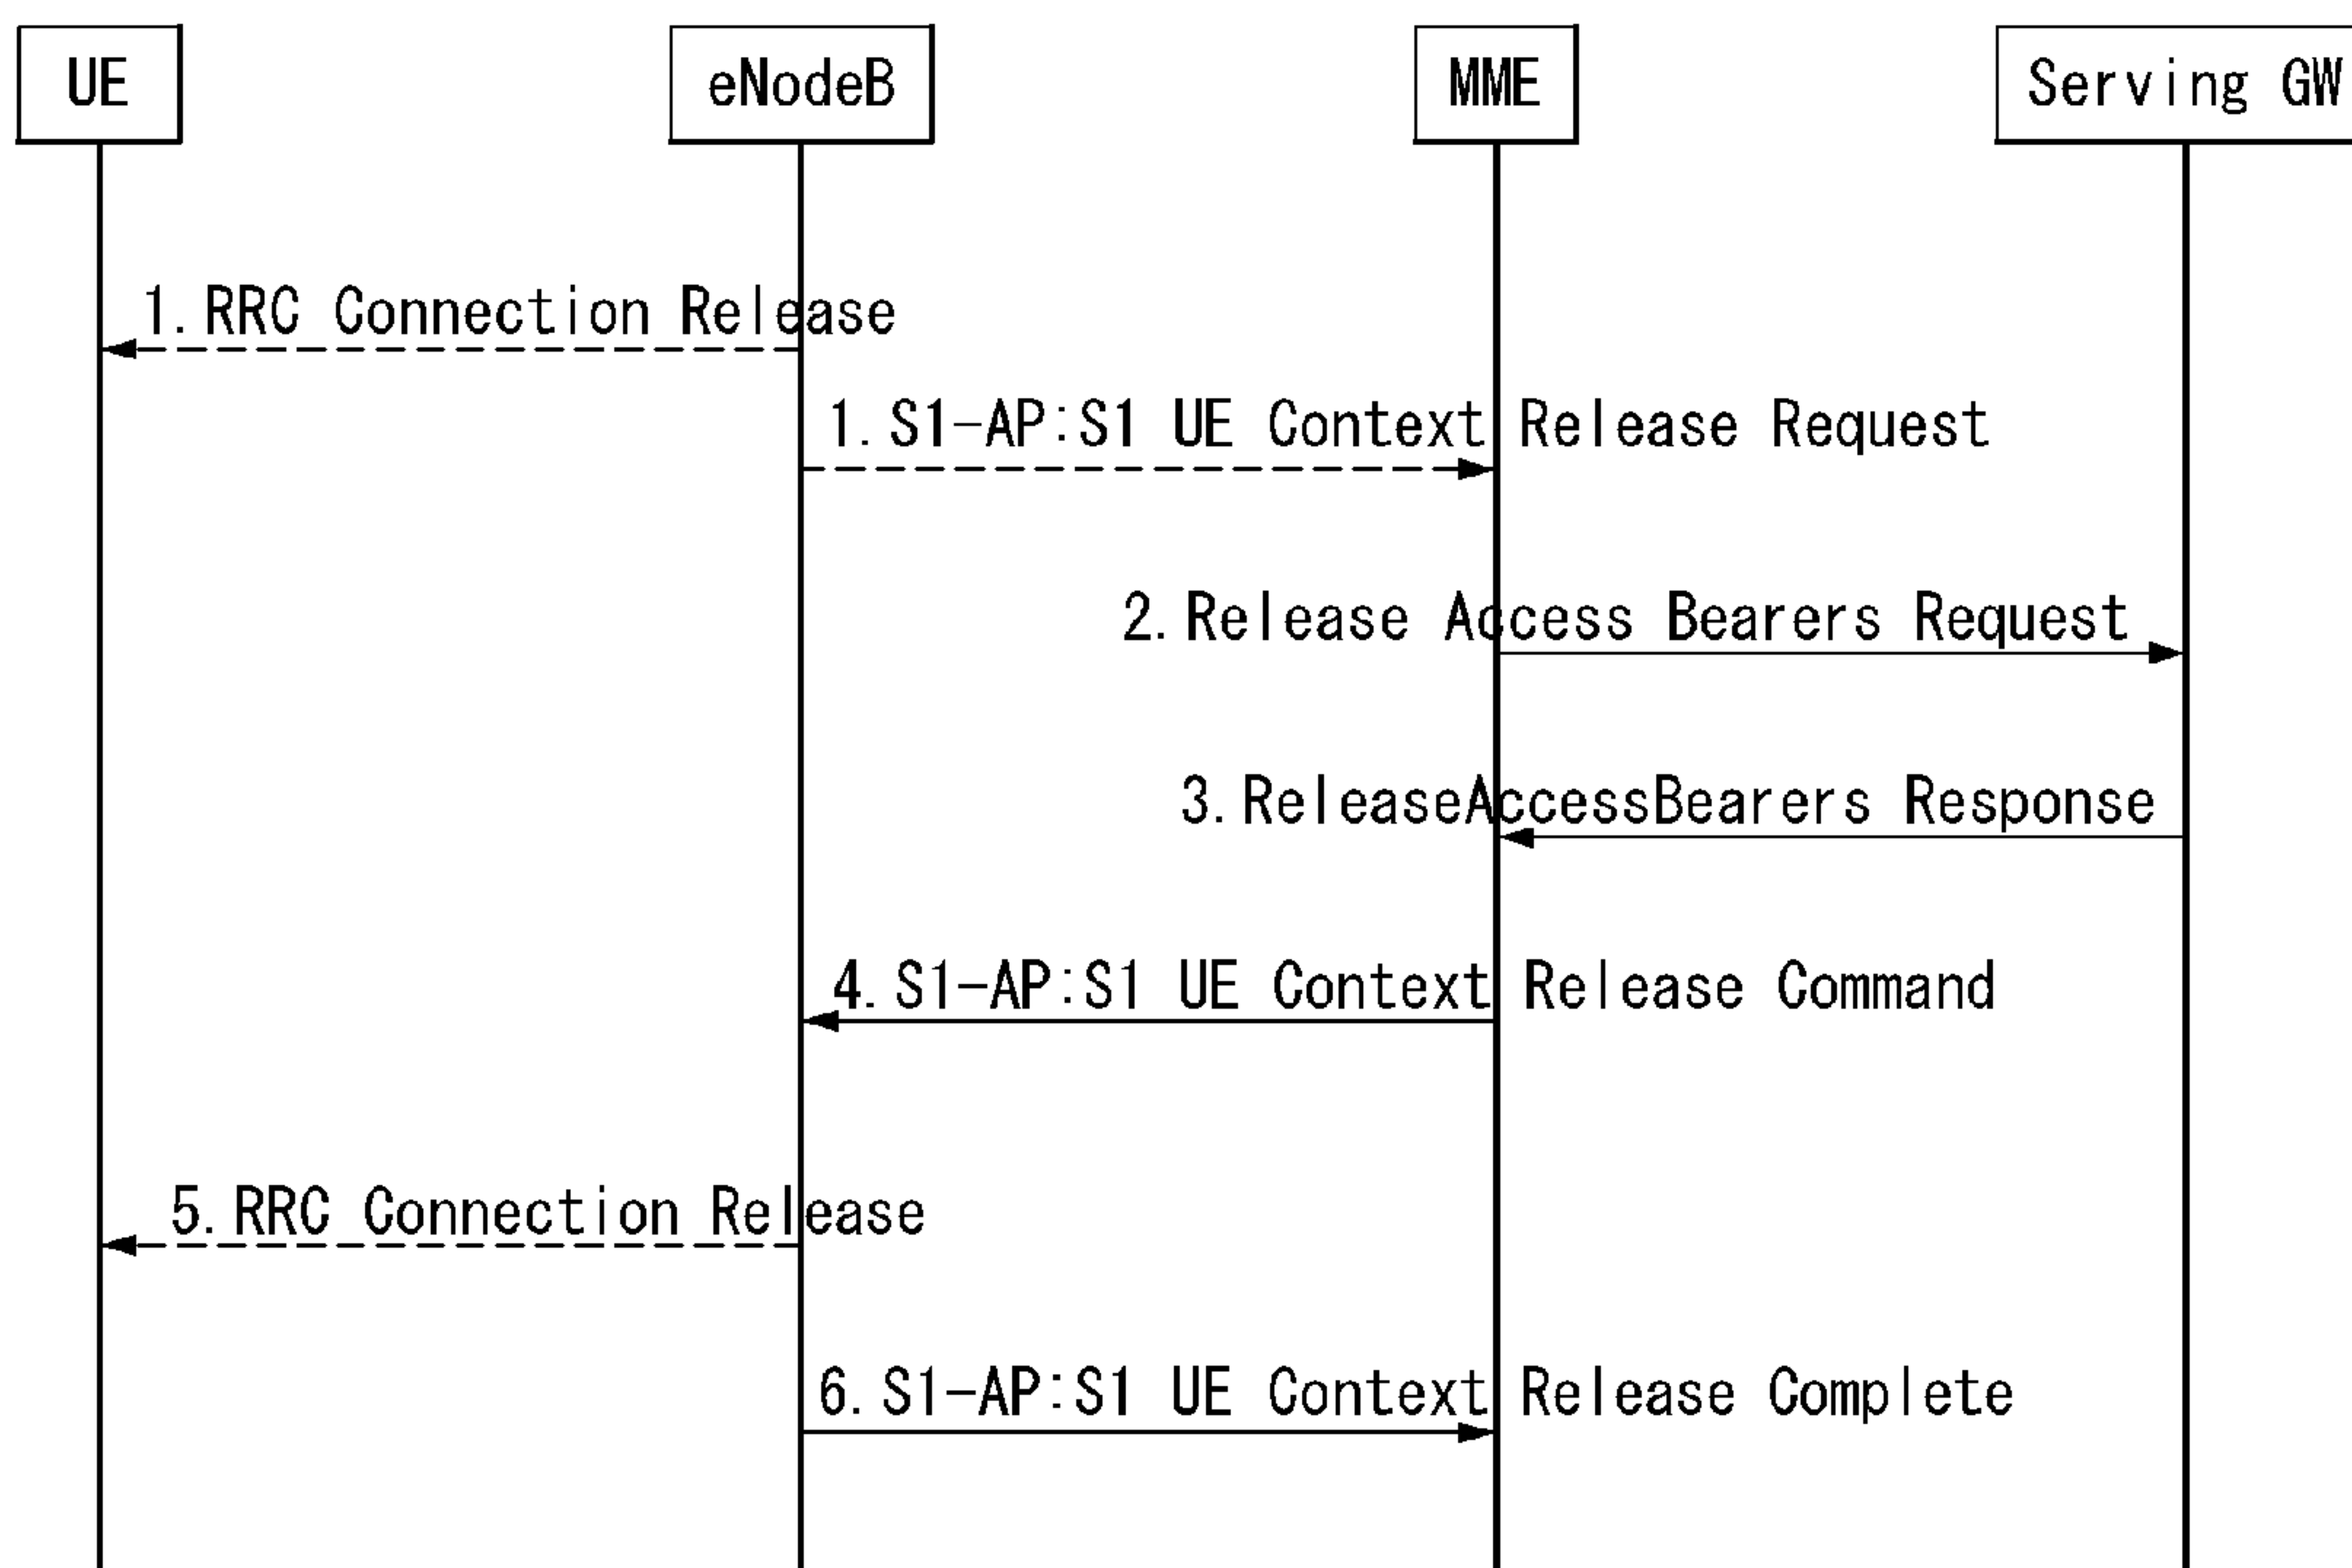 UE
eNodeB
MME
Serving GW
1.RRC Connection Release
1.S1-AP:S1 UE Context Release Request
2.Release Access Bearers Request
3.ReleaseAccessBearers Response
4.S1-AP:S1 UE Context Release Command
5.RRC Connection Release
6.S1-AP:S1 UE Context Release Complete